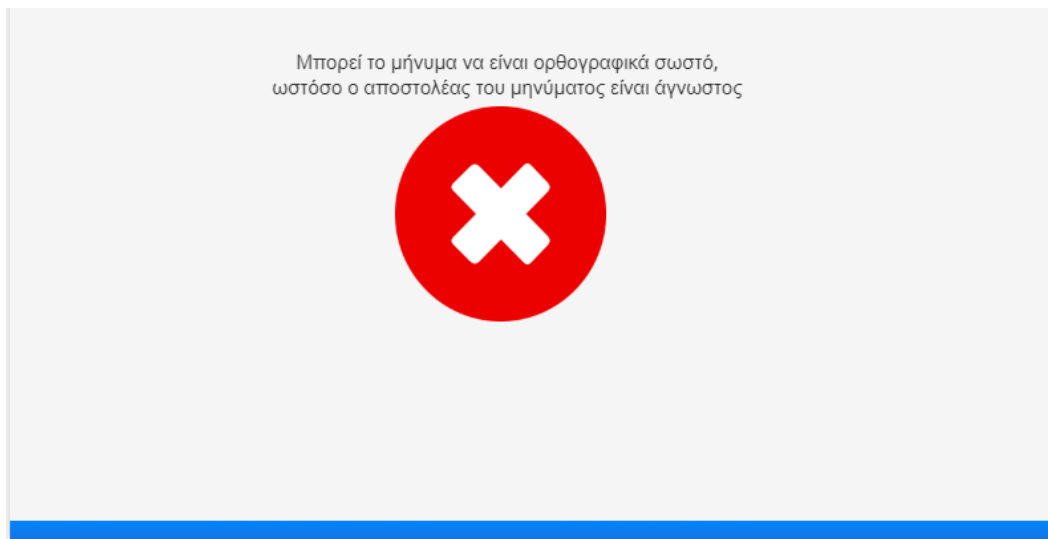 Μπορεί το μήνυμα να είναι ορθογραφικά σωστό,
ωστόσο ο αποστολέας του μηνύματος είναι άγνωστος